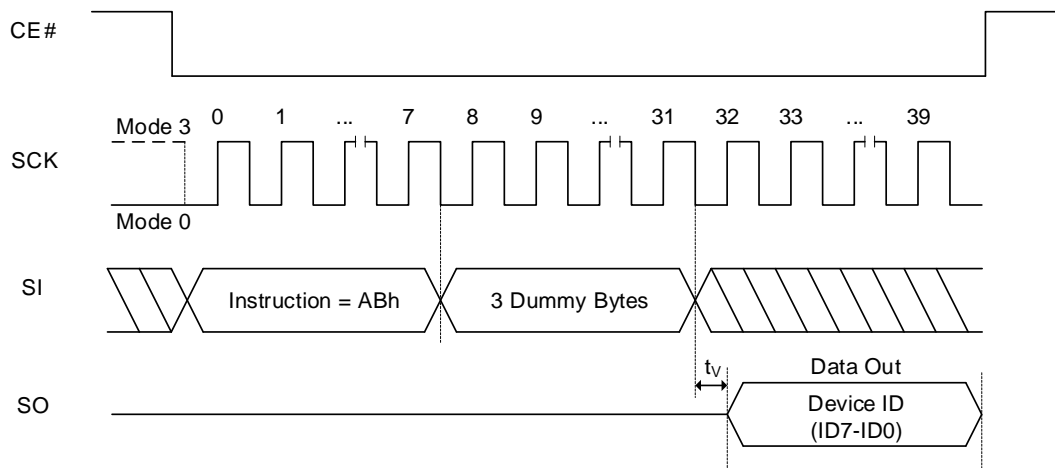 CE#
0 1 ... 7 8 9 ... 31 32 33 ... 39
Mode 3
SCK
Mode 0
SI
Instruction = ABh
3 Dummy Bytes
tV
Data Out
SO
Device ID
(ID7-ID0)